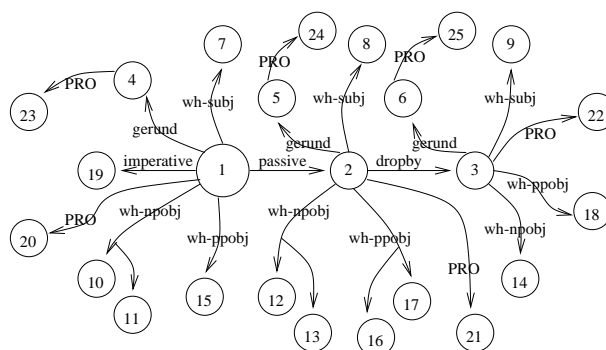 7
24
8
25
9
4
PRO
PRO
PRO
23
wh-subj
5
wh-subj
6
wh-subj
22
gerund
gerund
gerund
PRO
19
imperative
1
passive
2
dropby
3
wh-ppobj
18
20
PRO
wh-npobj
wh-ppobj
wh-npobj
wh-ppobj
wh-npobj
10
11
15
12
13
16
17
PRO
21
14